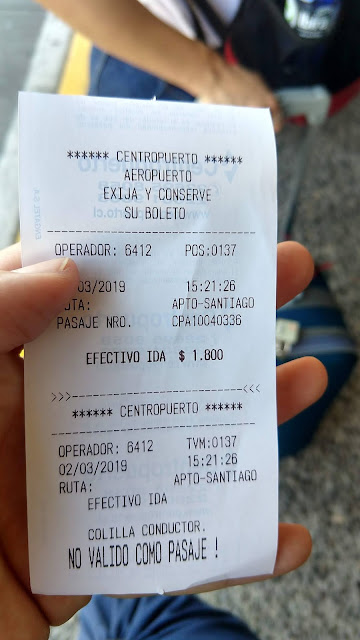 ****** CENTROPUERTO ******
AEROPUERTO
EXIJA Y CONSERVE
SU BOLETO
--------------------------------
OPERADOR: 6412 POS:0137
/03/2019 15:21:26
RUTA: APTO-SANTIAGO
PASAJE NRO. CPA10040336
EFECTIVO IDA $ 1.800
>>>--------------------------<<<
****** CENTROPUERTO ******
--------------------------------
OPERADOR: 6412 TVM:0137
02/03/2019 15:21:26
RUTA: APTO-SANTIAGO
EFECTIVO IDA
COLILLA CONDUCTOR.
NO VALIDO COMO PASAJE !